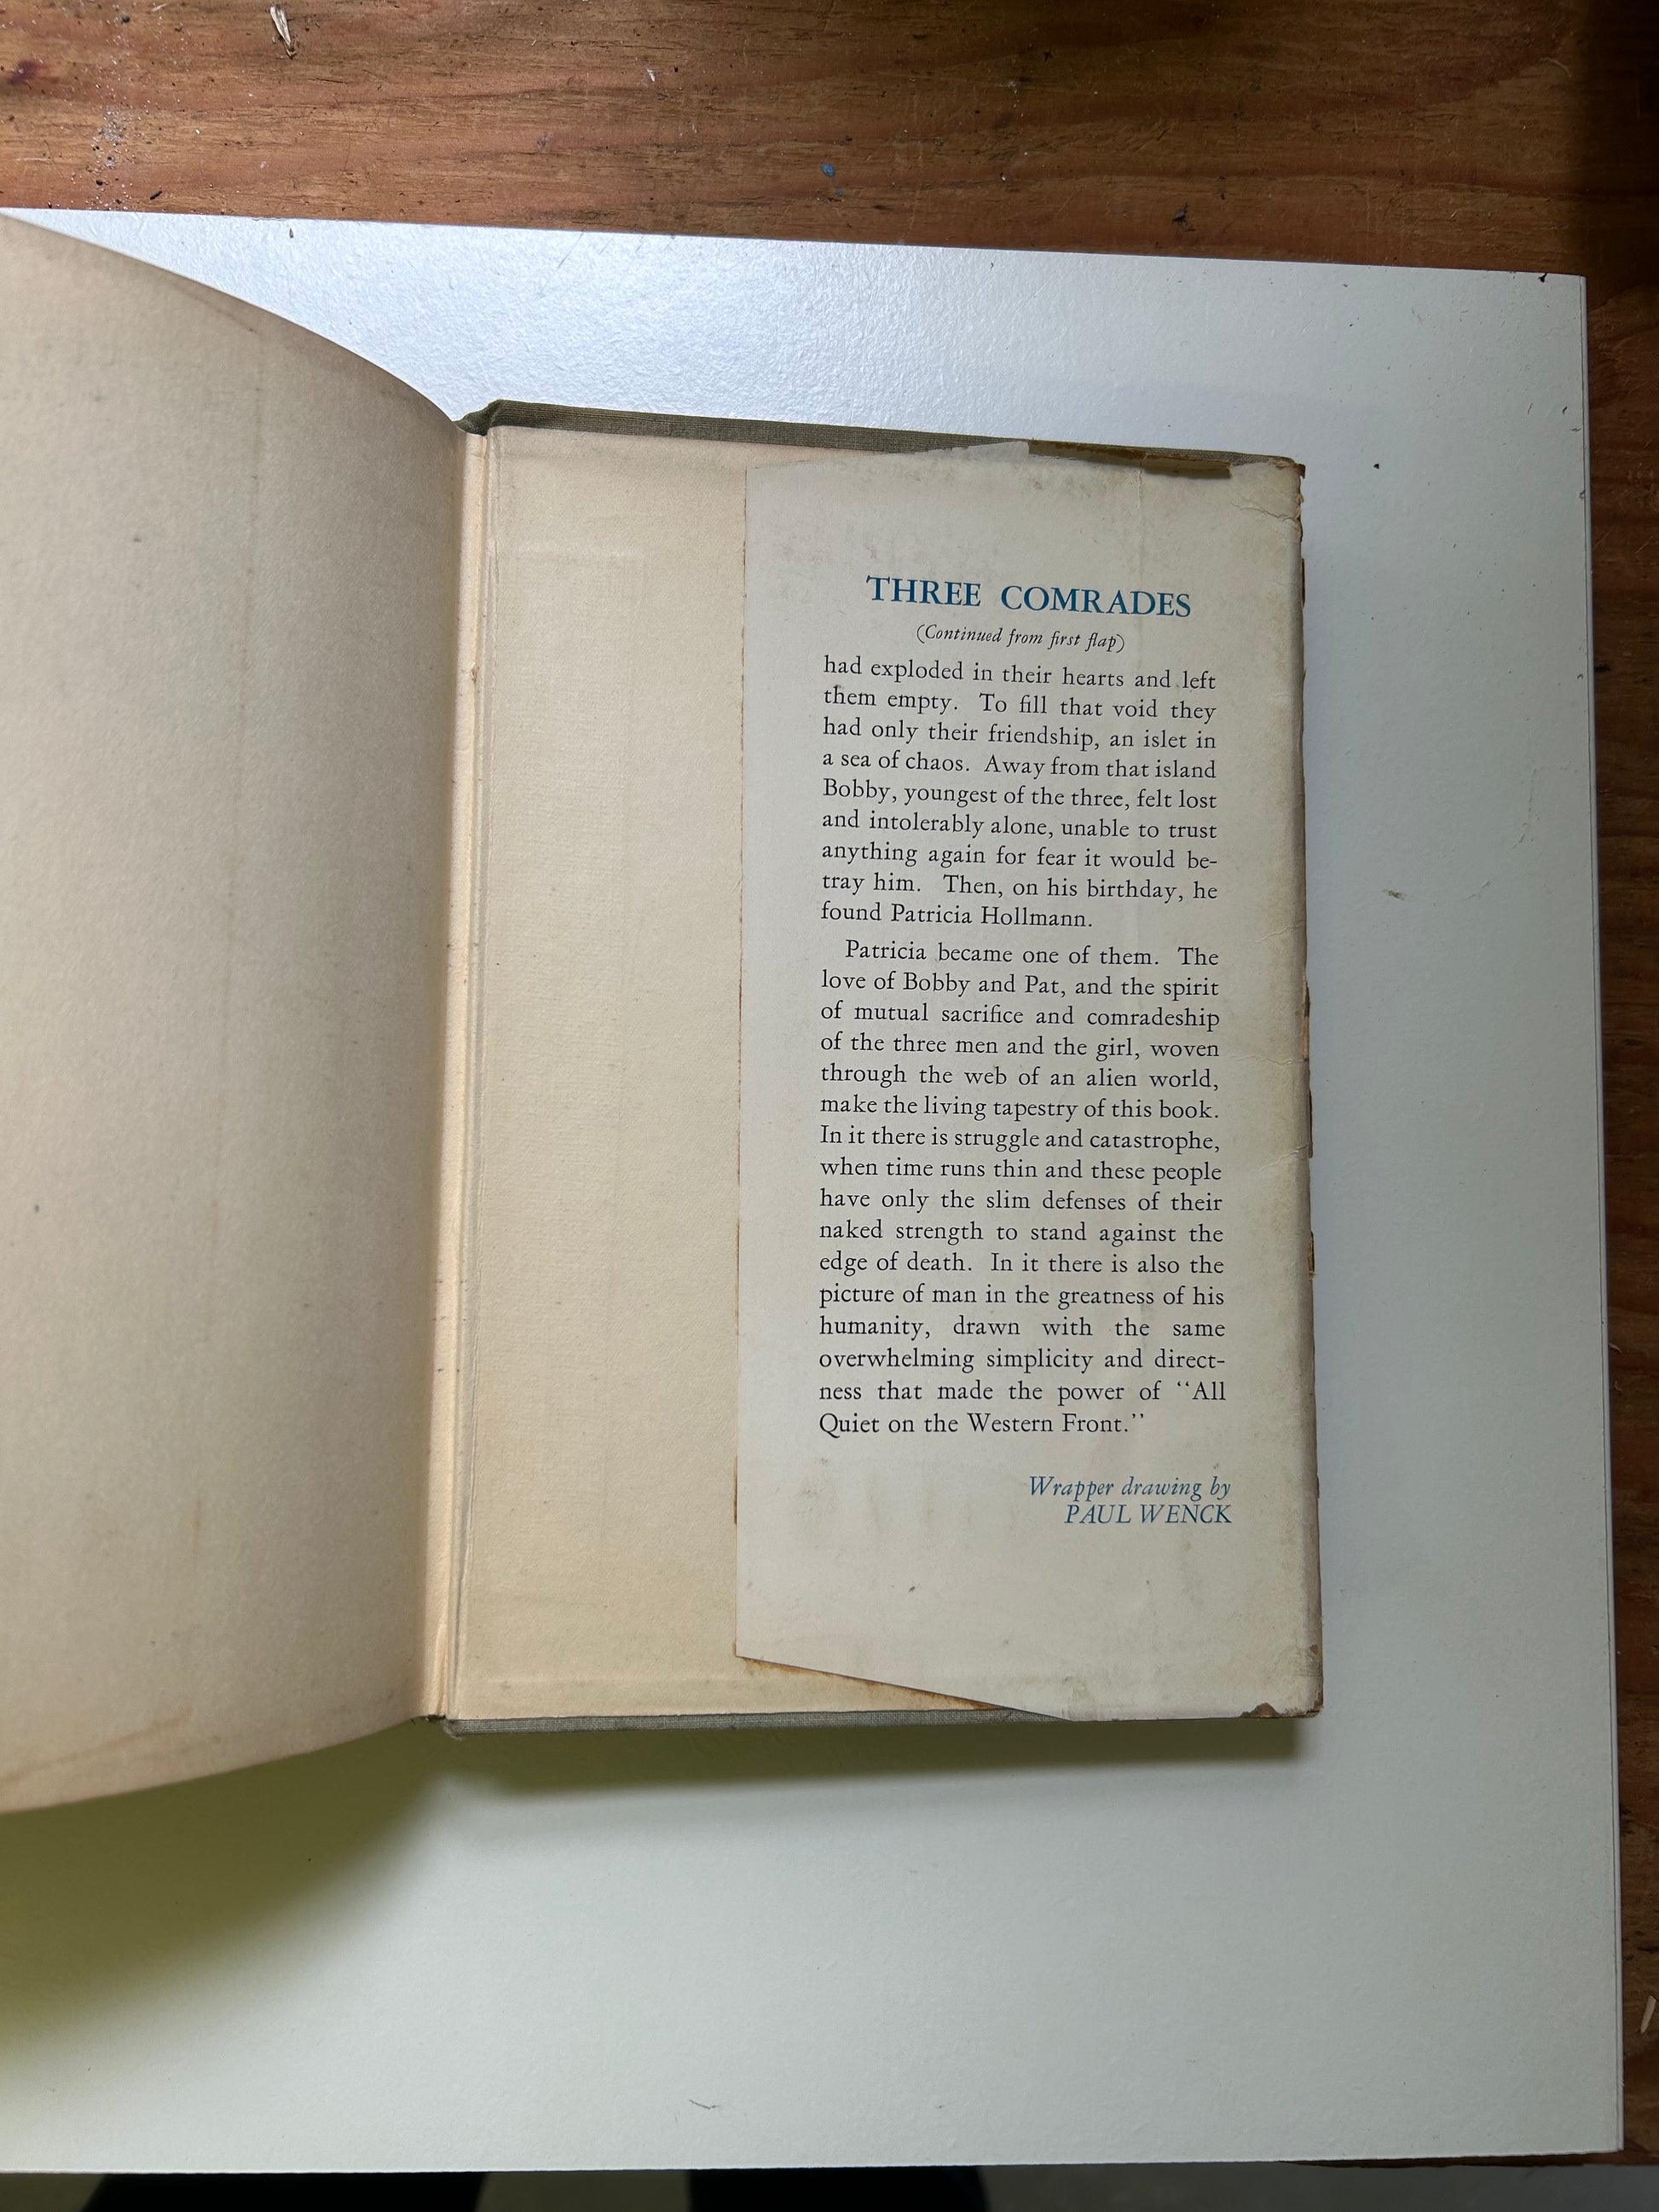 THREE COMRADES
(Continued from first flap)
had exploded in their hearts and left
them empty. To fill that void they
had only their friendship, an islet in
a sea of chaos. Away from that island
Bobby, youngest of the three, felt lost
and intolerably alone, unable to trust
anything again for fear it would be-
tray him. Then, on his birthday, he
found Patricia Hollmann.
Patricia became one of them. The
love of Bobby and Pat, and the spirit
of mutual sacrifice and comradeship
of the three men and the girl, woven
through the web of an alien world,
make the living tapestry of this book.
In it there is struggle and catastrophe,
when time runs thin and these people
have only the slim defenses of their
naked strength to stand against the
edge of death. In it there is also the
picture of man in the greatness of his
humanity, drawn with the same
overwhelming simplicity and direct-
ness that made the power of "All
Quiet on the Western Front."
Wrapper drawing by
PAUL WENCK